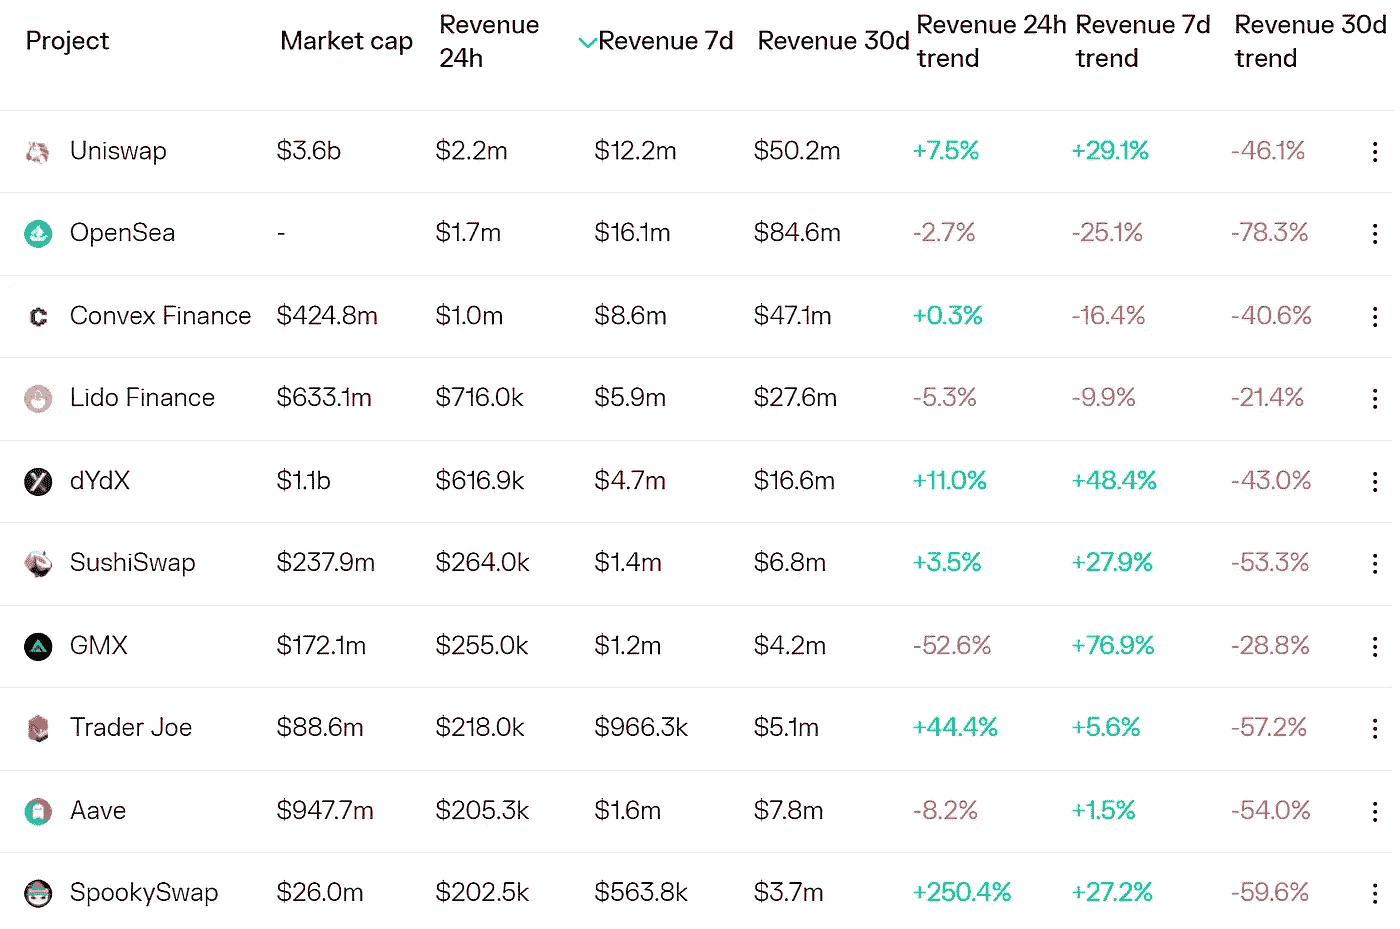 Project Market cap Revenue 24h Revenue 7d Revenue 30d Revenue 24h trend Revenue 7d trend Revenue 30d trend
Uniswap $3.6b $2.2m $12.2m $50.2m +7.5% +29.1% -46.1%
OpenSea - $1.7m $16.1m $84.6m -2.7% -25.1% -78.3%
Convex Finance $424.8m $1.0m $8.6m $47.1m +0.3% -16.4% -40.6%
Lido Finance $633.1m $716.0k $5.9m $27.6m -5.3% -9.9% -21.4%
dYdX $1.1b $616.9k $4.7m $16.6m +11.0% +48.4% -43.0%
SushiSwap $237.9m $264.0k $1.4m $6.8m +3.5% +27.9% -53.3%
GMX $172.1m $255.0k $1.2m $4.2m -52.6% +76.9% -28.8%
Trader Joe $88.6m $218.0k $966.3k $5.1m +44.4% +5.6% -57.2%
Aave $947.7m $205.3k $1.6m $7.8m -8.2% +1.5% -54.0%
SpookySwap $26.0m $202.5k $563.8k $3.7m +250.4% +27.2% -59.6%